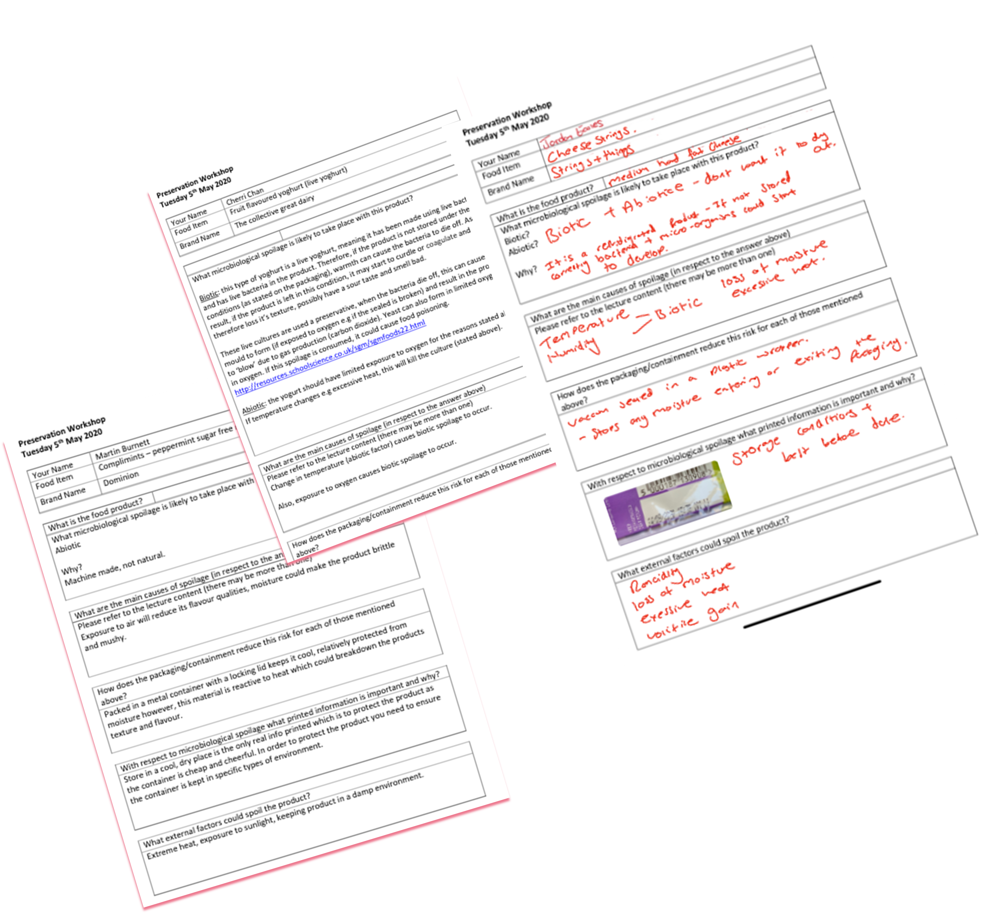 Preservation Workshop
Tuesday 5th May 2020
Your Name
Martin Burnett
Food Item
Complimints – peppermint sugar free
Brand Name
Dominion
What is the food product?
What microbiological spoilage is likely to take place with
Abiotic
Why?
Machine made, not natural.
What are the main causes of spoilage (in respect to the an
Please refer to the lecture content (there may be more than one)
Exposure to air will reduce its flavour qualities, moisture could make the product brittle
and mushy.
How does the packaging/containment reduce this risk for each of those mentioned
above?
Packed in a metal container with a locking lid keeps it cool, relatively protected from
moisture however, this material is reactive to heat which could breakdown the products
texture and flavour.
With respect to microbiological spoilage what printed information is important and why?
Store in a cool, dry place is the only real info printed which is to protect the product as
the container is cheap and cheerful. In order to protect the product you need to ensure
the container is kept in specific types of environment.
What external factors could spoil the product?
Extreme heat, exposure to sunlight, keeping product in a damp environment.
Preservation Workshop
Tuesday 5th May 2020
Your Name
Cherri Chan
Food Item
Fruit flavoured yoghurt (live yoghurt)
Brand Name
The collective great dairy
What microbiological spoilage is likely to take place with this product?
Biotic: this type of yoghurt is a live yoghurt, meaning it has been made using live bact
and has live bacteria in the product. Therefore, if the product is not stored under the
conditions (as stated on the packaging), warmth can cause the bacteria to die off. As
result, if the product is left in this condition, it may start to curdle or coagulate and
therefore loss it's texture, possibly have a sour taste and smell bad.
These live cultures are used a preservative, when the bacteria die off, this can cause
mould to form (if exposed to oxygen e.g if the sealed is broken) and result in the pro
to 'blow' due to gas production (carbon dioxide). Yeast can also form in limited oxyg
in oxygen. If this spoilage is consumed, it could cause food poisoning.
http://resources.schoolscience.co.uk/sgm/sgmfoods22.html
Abiotic: the yogurt should have limited exposure to oxygen for the reasons stated al
If temperature changes e.g excessive heat, this will kill the culture (stated above).
What are the main causes of spoilage (in respect to the answer above)
Please refer to the lecture content (there may be more than one)
Change in temperature (abiotic factor) causes biotic spoilage to occur.
Also, exposure to oxygen causes biotic spoilage to occur.
How does the packaging/containment reduce this risk for each of those mentioned
above?
Preservation Workshop
Tuesday 5th May 2020
Your Name
Jordan
Food Item
Cheese Strings.
Brand Name
Strings + things
What is the food product?
medium hard fat cheese
What microbiological spoilage is likely to take place with this product?
Biotic?
Abiotic?
Biotic + Abiotice - dont want it to dry
out.
Why?
It is a refridgirated product - If not stored
correctly bacteria + micro-organisms could start
to develop.
What are the main causes of spoilage (in respect to the answer above)
Please refer to the lecture content (there may be more than one)
Temperature
Humidity
> Biotic
loss of moisture
excessive heat.
How does the packaging/containment reduce this risk for each of those mentioned
above?
vaccum sealed in a plastic wrapper.
- Stops any moisture entering or exiting the
packaging.
With respect to microbiological spoilage what printed information is important and why?
Storage conditions +
best before date.
What external factors could spoil the product?
Rancidity
loss of moisture
exessive heat
gain